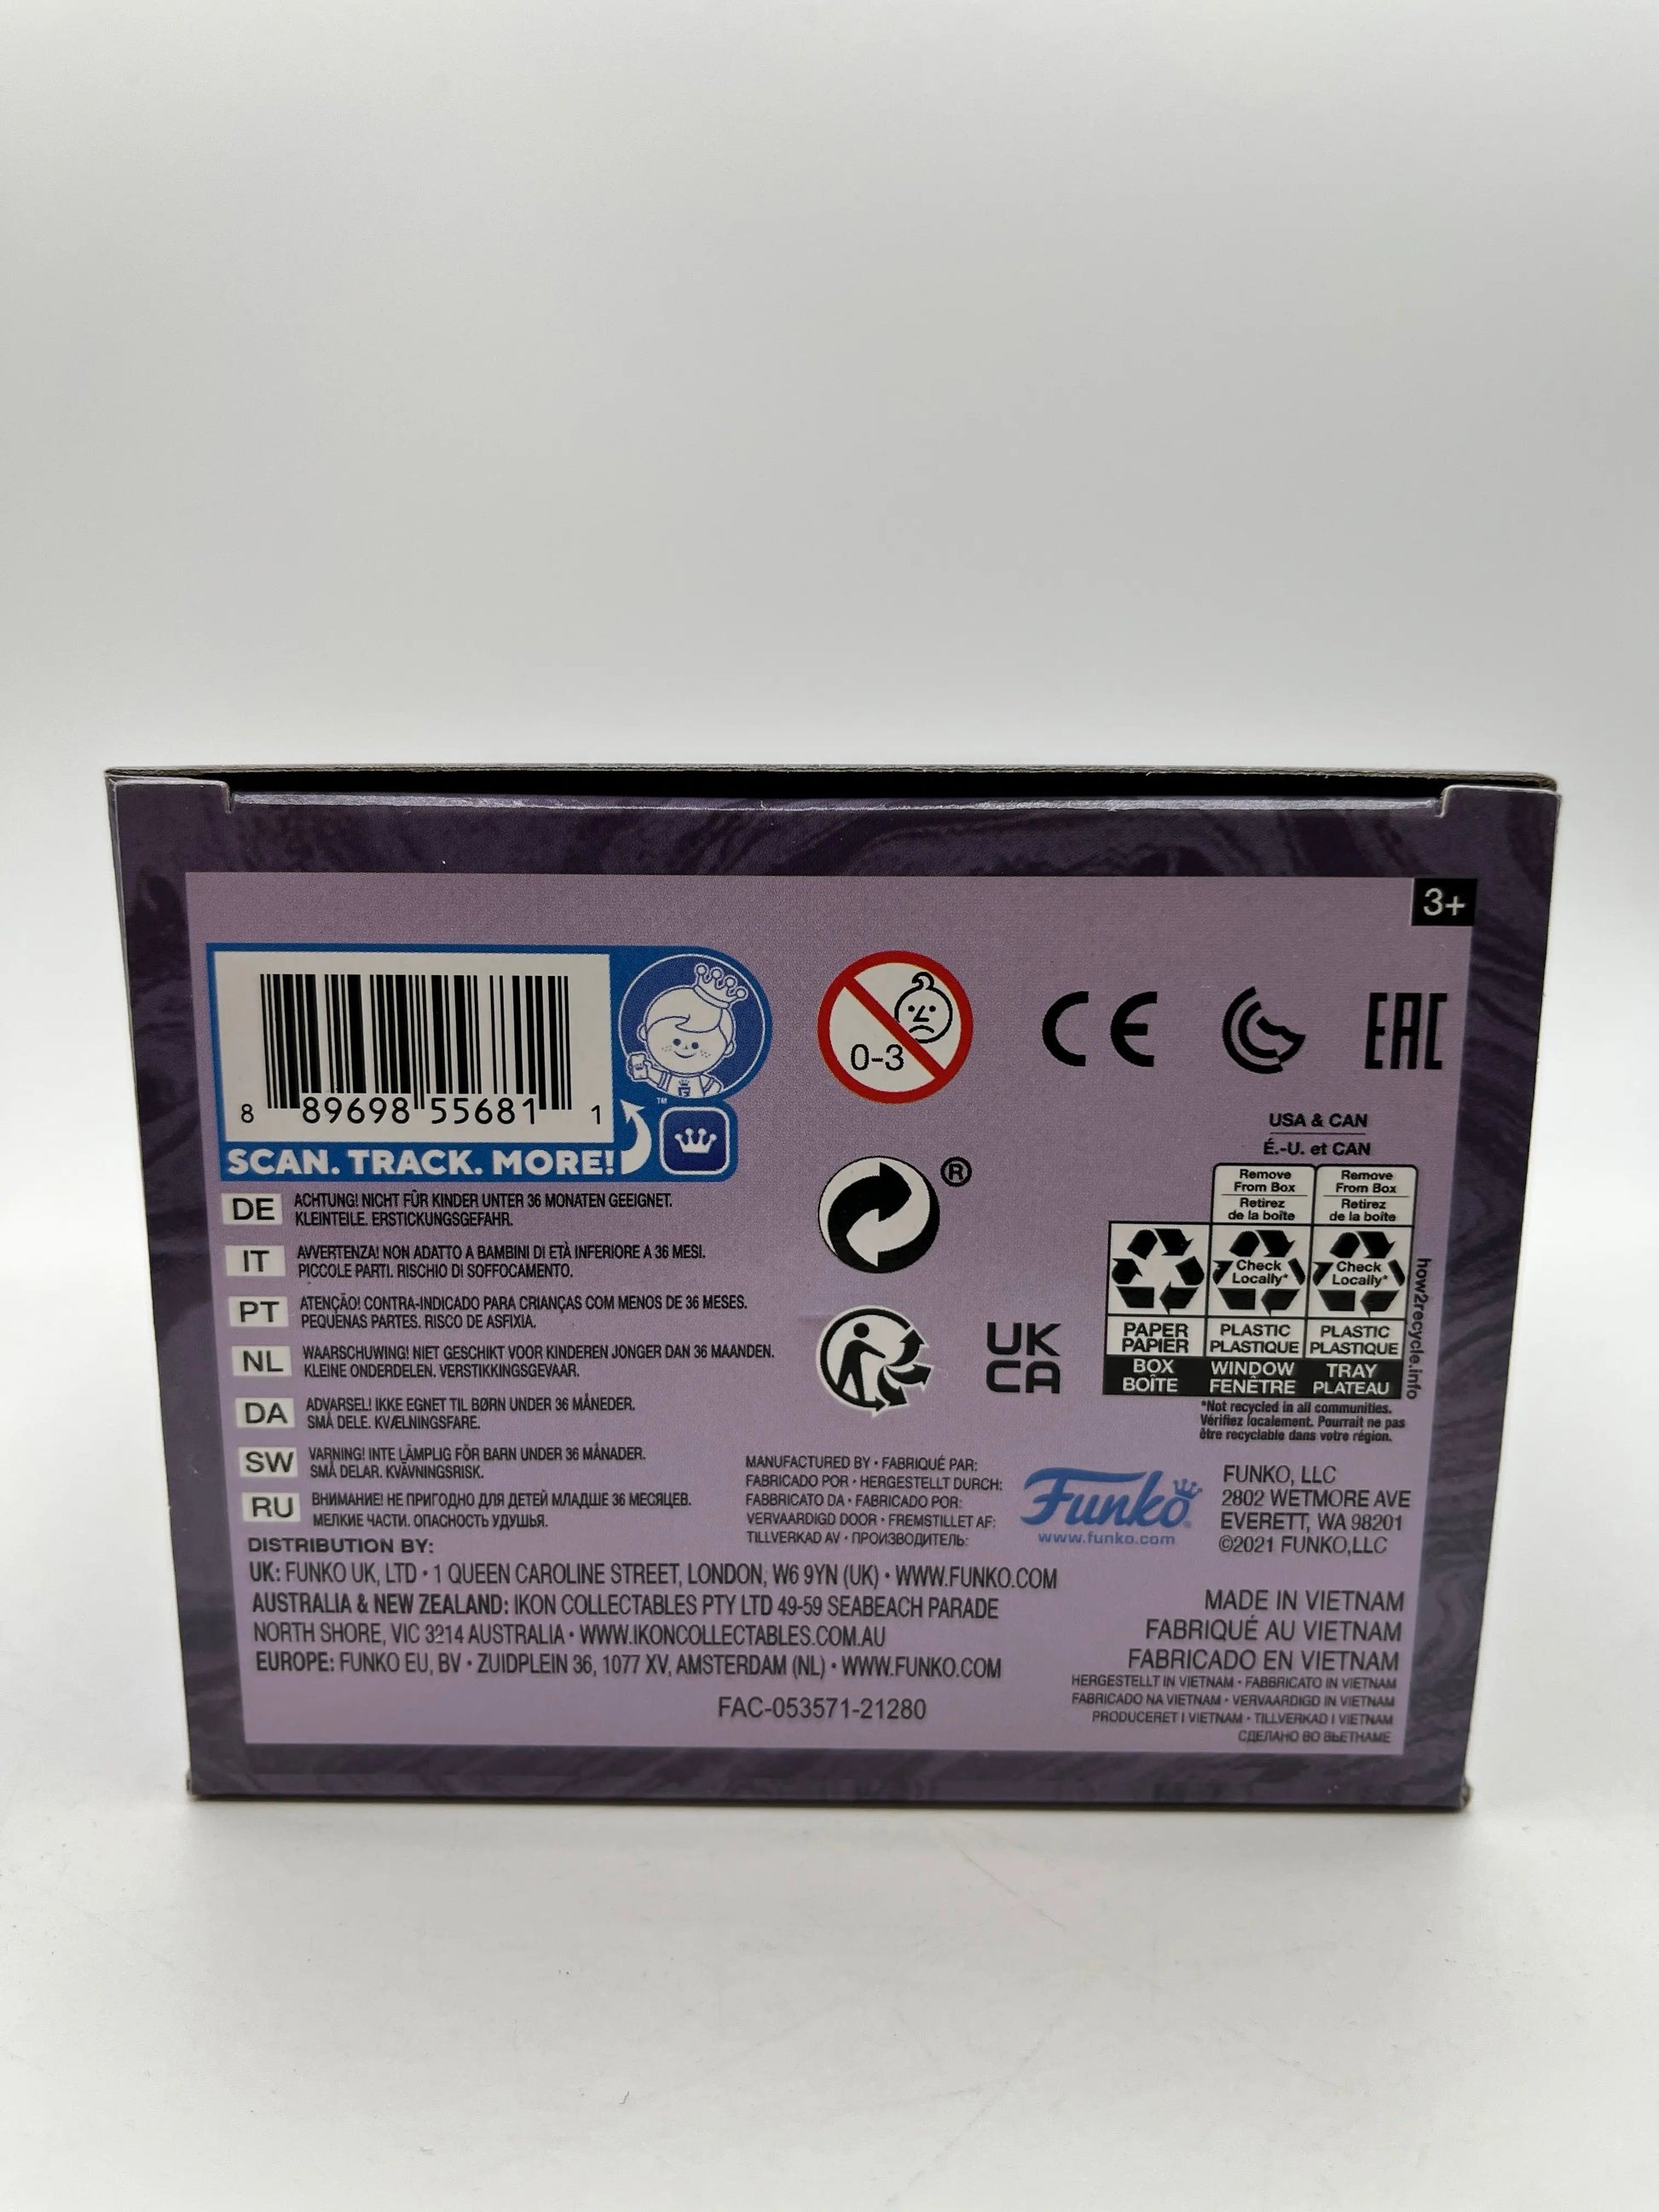 3+
8 89698 55681 1
SCAN. TRACK. MORE!
™
0-3
CE
EAC
®
UK
CA
USA & CAN
É.-U. et CAN
Remove From Box
Retirez de la boîte
Remove From Box
Retirez de la boîte
Check Locally*
Check Locally*
PAPER PAPIER
PLASTIC PLASTIQUE
PLASTIC PLASTIQUE
BOX BOÎTE
WINDOW FENÊTRE
TRAY PLATEAU
how2recycle.info
*Not recycled in all communities.
Vérifiez localement. Pourrait ne pas
être recyclable dans votre région.
DE ACHTUNG! NICHT FÜR KINDER UNTER 36 MONATEN GEEIGNET.
KLEINTEILE. ERSTICKUNGSGEFAHR.
IT AVVERTENZA! NON ADATTO A BAMBINI DI ETÀ INFERIORE A 36 MESI.
PICCOLE PARTI. RISCHIO DI SOFFOCAMENTO.
PT ATENÇÃO! CONTRA-INDICADO PARA CRIANÇAS COM MENOS DE 36 MESES.
PEQUENAS PARTES. RISCO DE ASFIXIA.
NL WAARSCHUWING! NIET GESCHIKT VOOR KINDEREN JONGER DAN 36 MAANDEN.
KLEINE ONDERDELEN. VERSTIKKINGSGEVAAR.
DA ADVARSEL! IKKE EGNET TIL BØRN UNDER 36 MÅNEDER.
SMÅ DELE. KVÆLNINGSFARE.
SW VARNING! INTE LÄMPLIG FÖR BARN UNDER 36 MÅNADER.
SMÅ DELAR. KVÄVNINGSRISK.
RU ВНИМАНИЕ! НЕ ПРИГОДНО ДЛЯ ДЕТЕЙ МЛАДШЕ 36 МЕСЯЦЕВ.
МЕЛКИЕ ЧАСТИ. ОПАСНОСТЬ УДУШЬЯ.
MANUFACTURED BY • FABRIQUÉ PAR:
FABRICADO POR • HERGESTELLT DURCH:
FABBRICATO DA • FABRICADO POR:
VERVAARDIGD DOOR • FREMSTILLET AF:
TILLVERKAD AV • ПРОИЗВОДИТЕЛЬ:
Funko®
www.funko.com
FUNKO, LLC
2802 WETMORE AVE
EVERETT, WA 98201
©2021 FUNKO,LLC
DISTRIBUTION BY:
UK: FUNKO UK, LTD • 1 QUEEN CAROLINE STREET, LONDON, W6 9YN (UK) • WWW.FUNKO.COM
AUSTRALIA & NEW ZEALAND: IKON COLLECTABLES PTY LTD 49-59 SEABEACH PARADE
NORTH SHORE, VIC 3214 AUSTRALIA • WWW.IKONCOLLECTABLES.COM.AU
EUROPE: FUNKO EU, BV • ZUIDPLEIN 36, 1077 XV, AMSTERDAM (NL) • WWW.FUNKO.COM
FAC-053571-21280
MADE IN VIETNAM
FABRIQUÉ AU VIETNAM
FABRICADO EN VIETNAM
HERGESTELLT IN VIETNAM • FABBRICATO IN VIETNAM
FABRICADO NA VIETNAM • VERVAARDIGD IN VIETNAM
PRODUCERET I VIETNAM • TILLVERKAD I VIETNAM
СДЕЛАНО ВО ВЬЕТНАМЕ